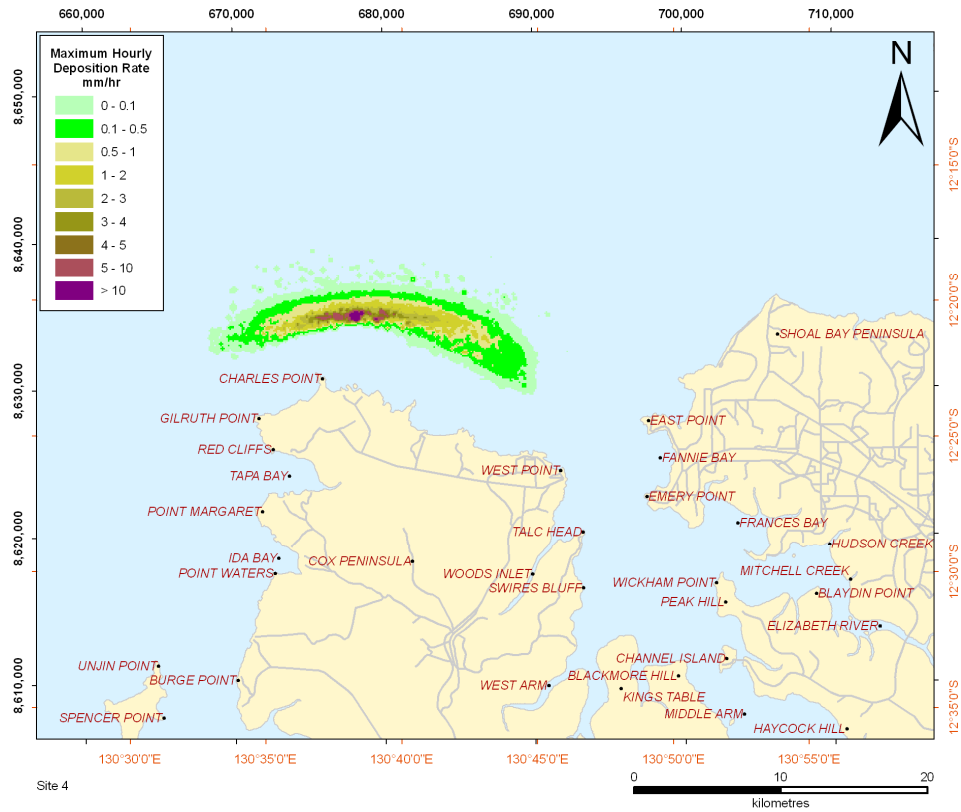 660,000 670,000 680,000 690,000 700,000 710,000
Maximum Hourly
Deposition Rate
mm/hr
0 - 0.1
0.1 - 0.5
0.5 - 1
1 - 2
2 - 3
3 - 4
4 - 5
5 - 10
> 10
N
8,650,000
8,640,000
8,630,000
8,620,000
8,610,000
12°15'0"S
12°20'0"S
12°25'0"S
12°30'0"S
12°35'0"S
SHOAL BAY PENINSULA
CHARLES POINT
GILRUTH POINT
EAST POINT
RED CLIFFS
FANNIE BAY
WEST POINT
TAPA BAY
EMERY POINT
POINT MARGARET
FRANCES BAY
TALC HEAD
HUDSON CREEK
IDA BAY
COX PENINSULA
MITCHELL CREEK
POINT WATERS
WOODS INLET
WICKHAM POINT
SWIRES BLUFF
BLAYDIN POINT
PEAK HILL
ELIZABETH RIVER
CHANNEL ISLAND
UNJIN POINT
BLACKMORE HILL
BURGE POINT
WEST ARM
KINGS TABLE
SPENCER POINT
MIDDLE ARM
HAYCOCK HILL
130°30'0"E 130°35'0"E 130°40'0"E 130°45'0"E 130°50'0"E 130°55'0"E
Site 4
0 10 20
kilometres